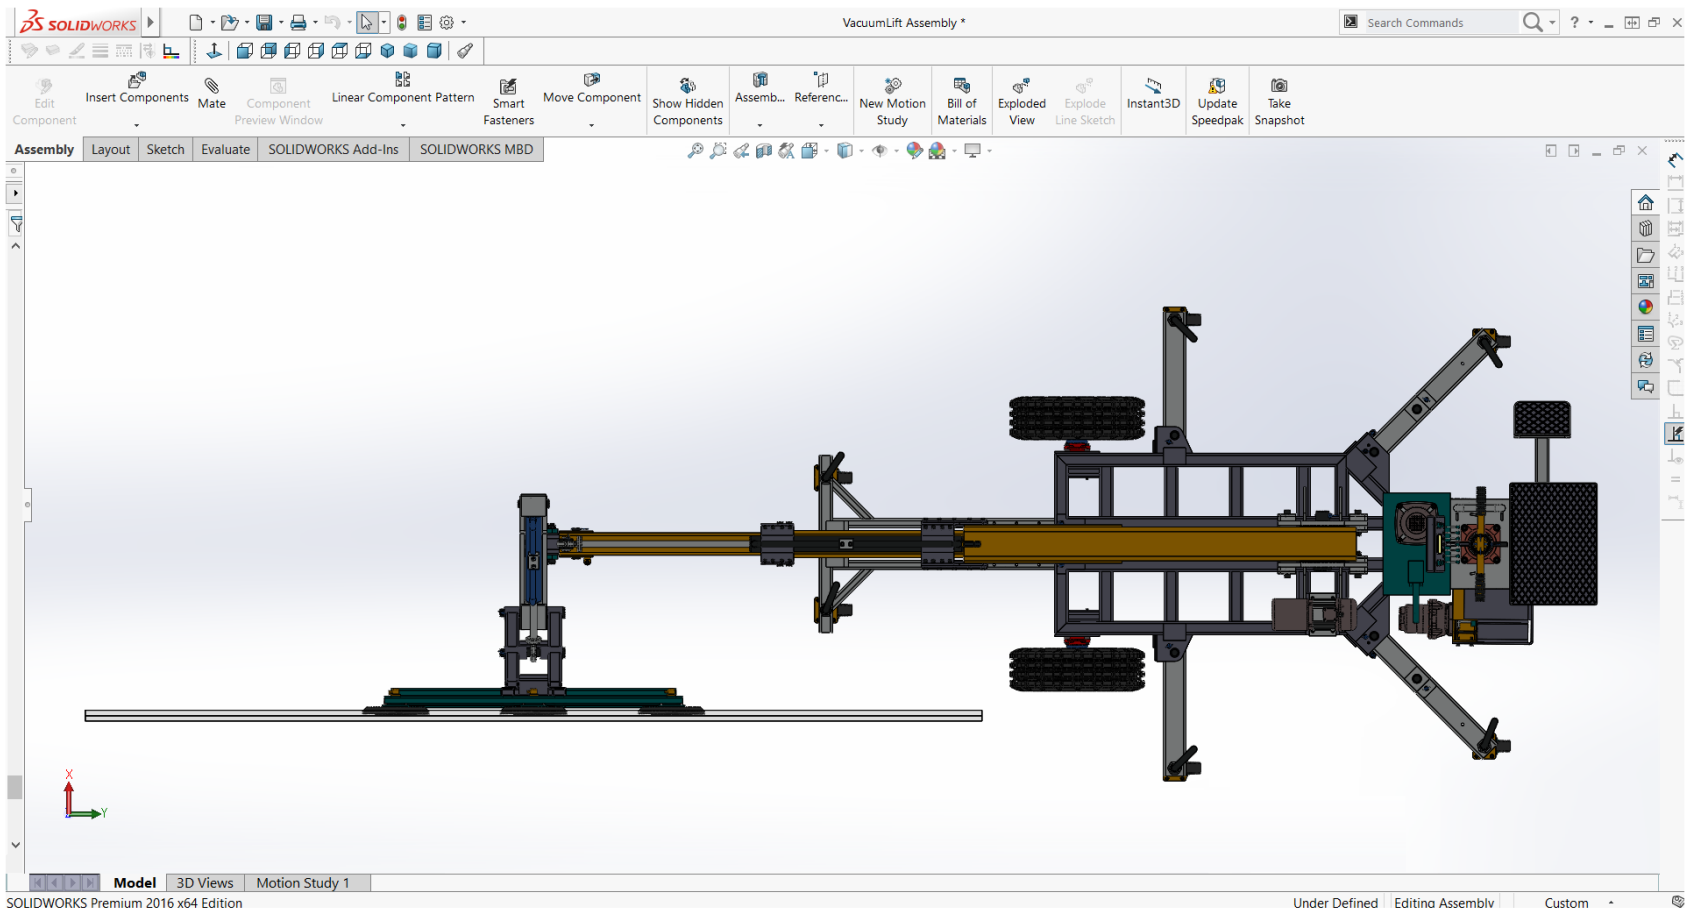 SOLIDWORKS
VacuumLift Assembly *
Search Commands
?
Edit Component
Insert Components
Mate
Component Preview Window
Linear Component Pattern
Smart Fasteners
Move Component
Show Hidden Components
Assemb...
Referenc...
New Motion Study
Bill of Materials
Exploded View
Explode Line Sketch
Instant3D
Update Speedpak
Take Snapshot
Assembly
Layout
Sketch
Evaluate
SOLIDWORKS Add-Ins
SOLIDWORKS MBD
X
Y
Model
3D Views
Motion Study 1
SOLIDWORKS Premium 2016 x64 Edition
Under Defined
Editing Assembly
Custom